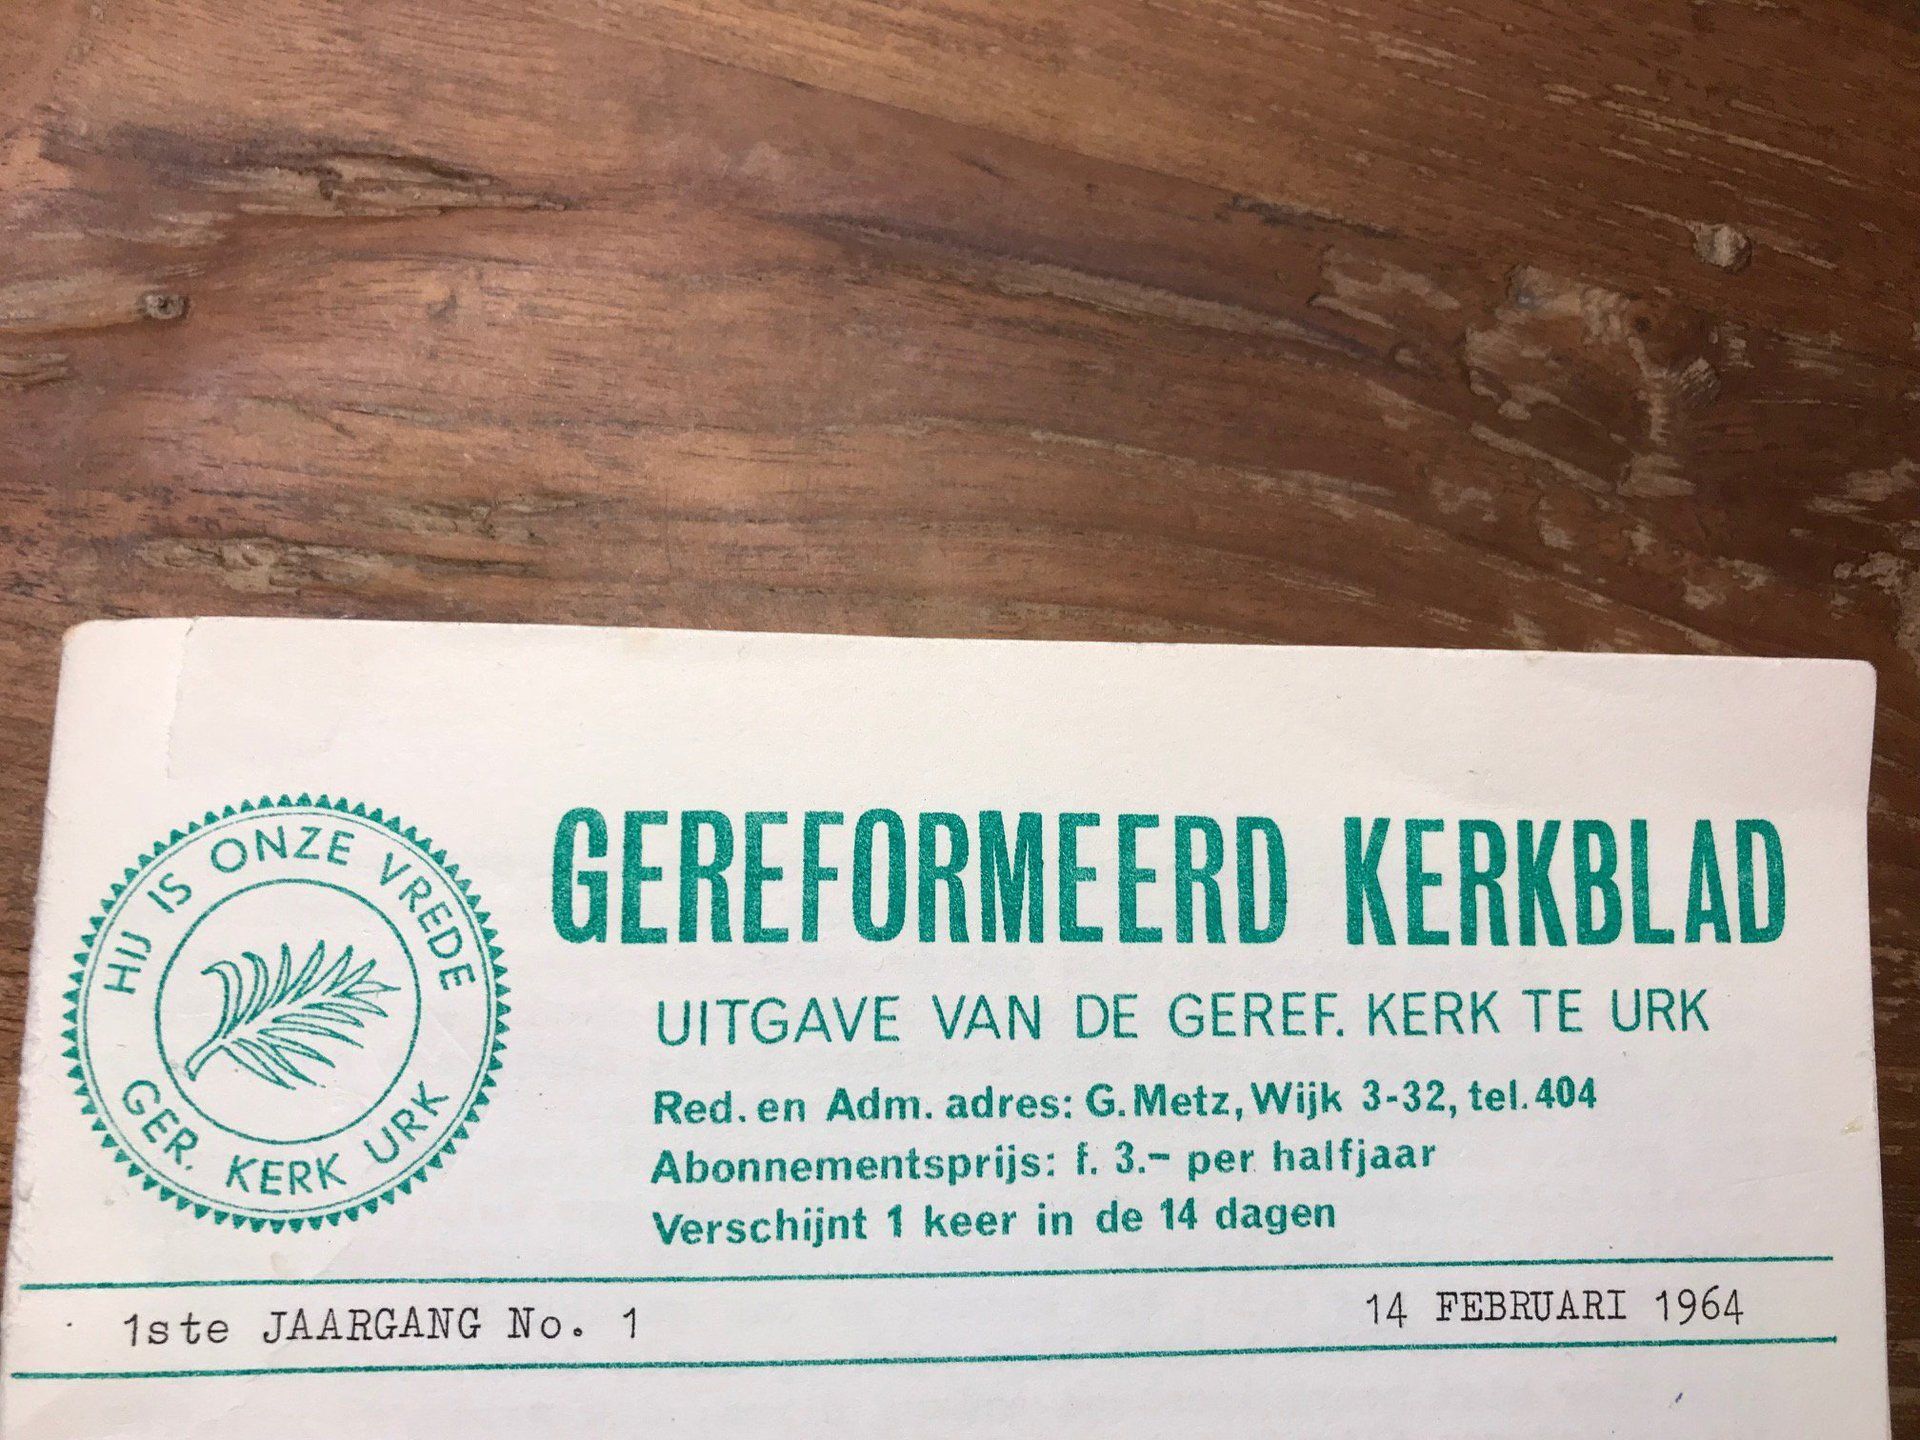 HIJ IS ONZE VREDE
GER. KERK URK
GEREFORMEERD KERKBLAD
UITGAVE VAN DE GEREF. KERK TE URK
Red. en Adm. adres: G. Metz, Wijk 3-32, tel. 404
Abonnementsprijs: f. 3.– per halfjaar
Verschijnt 1 keer in de 14 dagen
1ste JAARGANG No. 1
14 FEBRUARI 1964